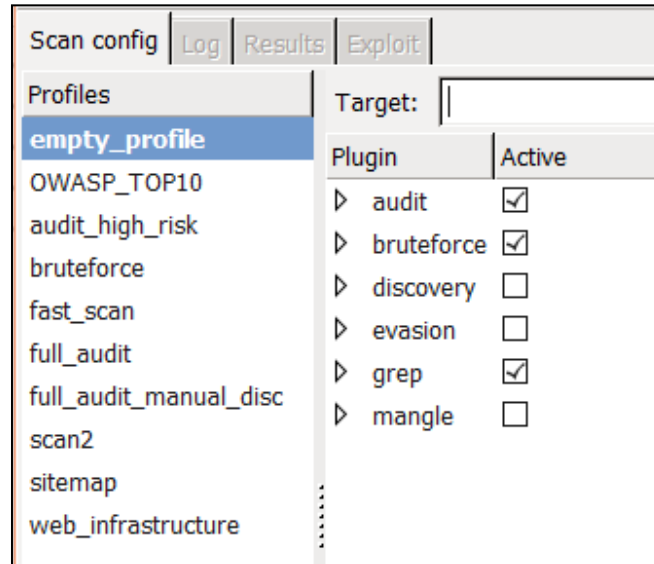 Scan config Log Results Exploit
Profiles
empty_profile
OWASP_TOP10
audit_high_risk
bruteforce
fast_scan
full_audit
full_audit_manual_disc
scan2
sitemap
web_infrastructure
Target:
Plugin Active
audit
bruteforce
discovery
evasion
grep
mangle